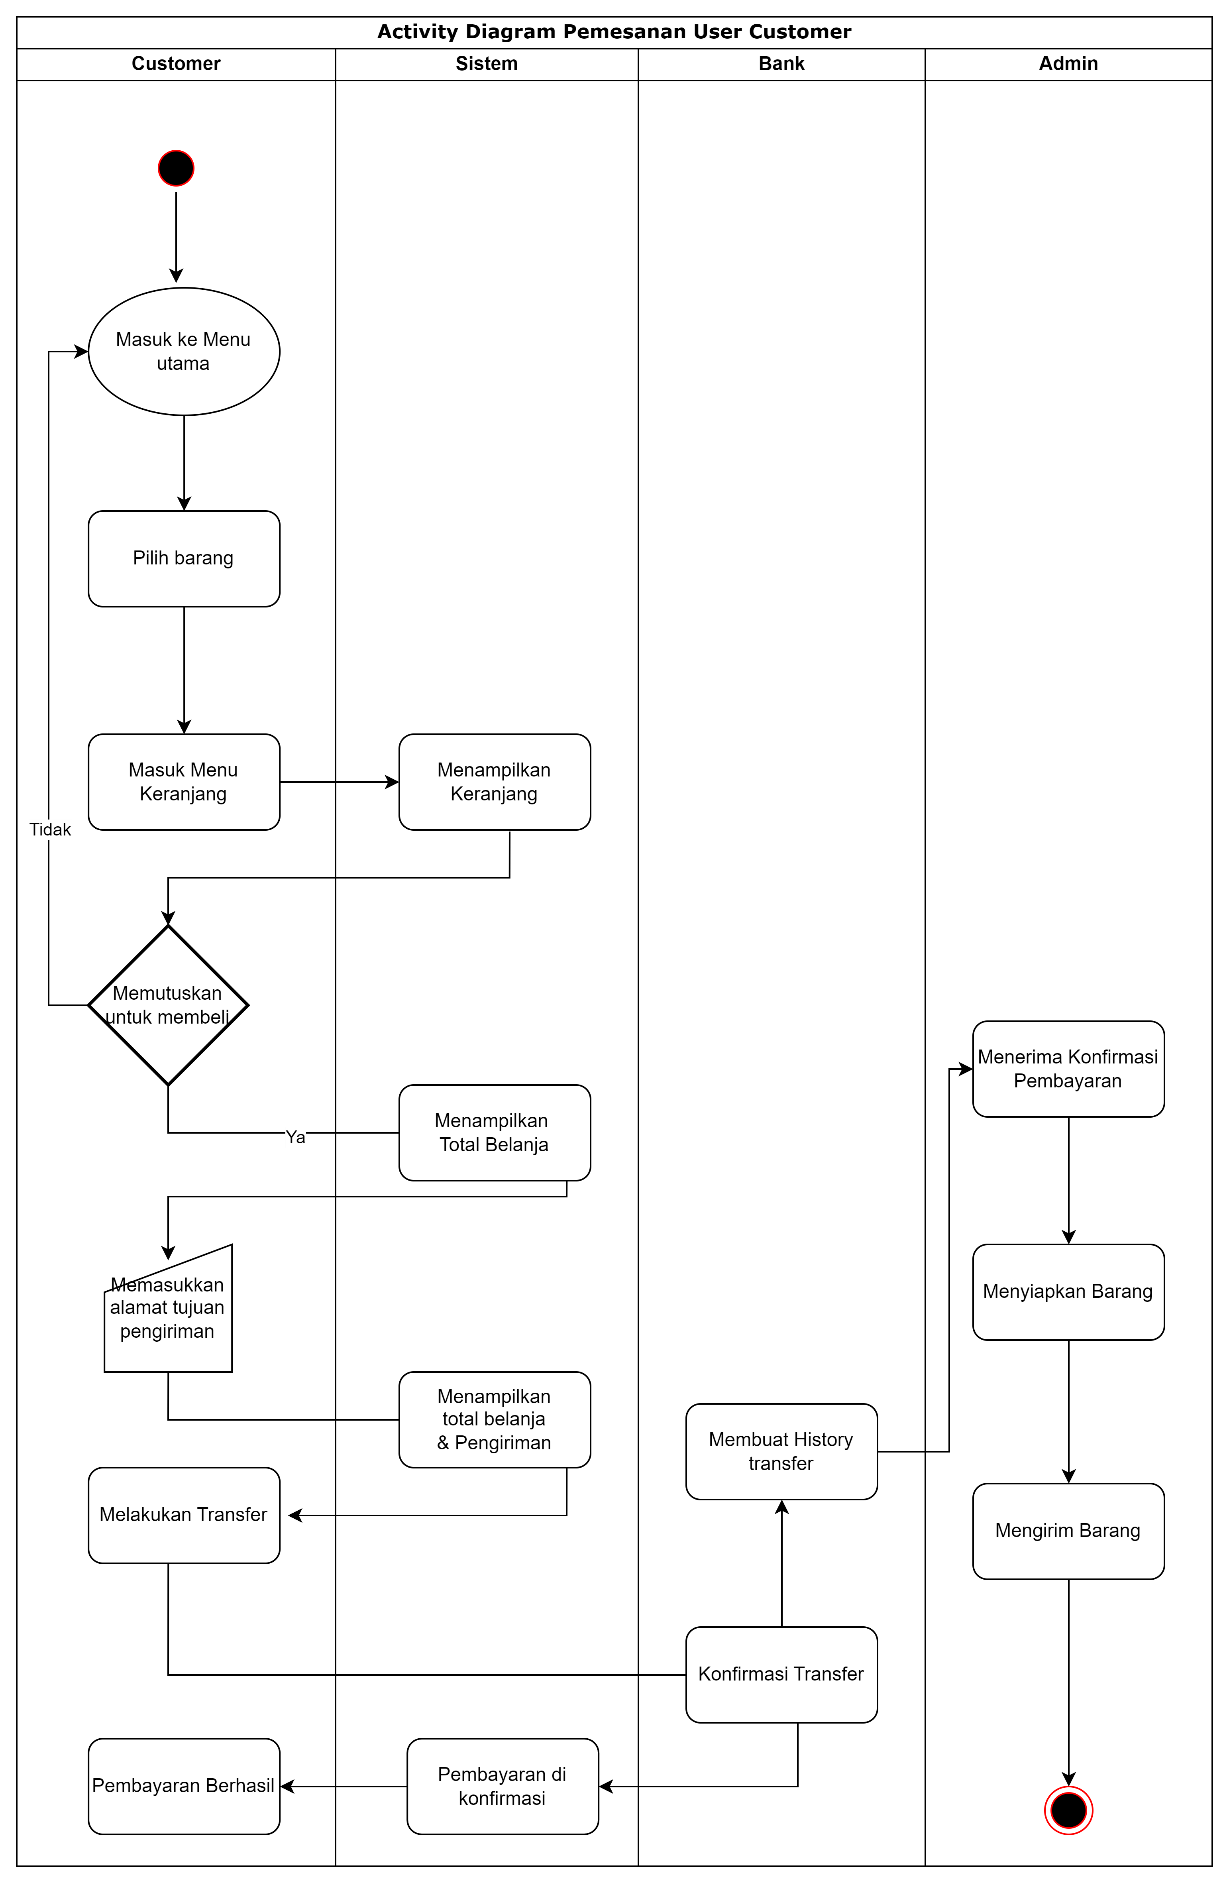 Activity Diagram Pemesanan User Customer
Customer
Sistem
Bank
Admin
Masuk ke Menu
utama
Pilih barang
Masuk Menu
Keranjang
Menampilkan
Keranjang
Tidak
Memutuskan
untuk membeli
Ya
Menampilkan
Total Belanja
Memasukkan
alamat tujuan
pengiriman
Menampilkan
total belanja
& Pengiriman
Melakukan Transfer
Konfirmasi Transfer
Membuat History
transfer
Menerima Konfirmasi
Pembayaran
Menyiapkan Barang
Mengirim Barang
Pembayaran di
konfirmasi
Pembayaran Berhasil